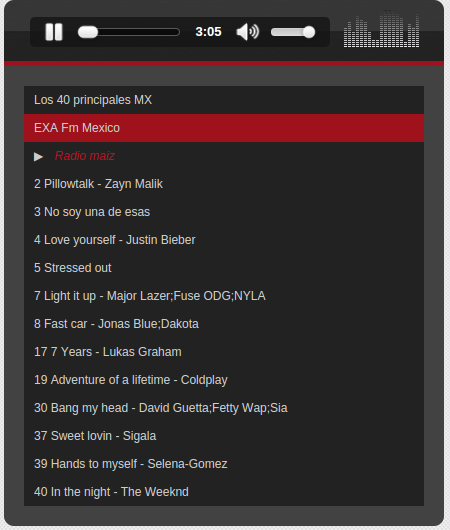 3:05
Los 40 principales MX
EXA Fm Mexico
Radio maiz
2 Pillowtalk - Zayn Malik
3 No soy una de esas
4 Love yourself - Justin Bieber
5 Stressed out
7 Light it up - Major Lazer;Fuse ODG;NYLA
8 Fast car - Jonas Blue;Dakota
17 7 Years - Lukas Graham
19 Adventure of a lifetime - Coldplay
30 Bang my head - David Guetta;Fetty Wap;Sia
37 Sweet lovin - Sigala
39 Hands to myself - Selena-Gomez
40 In the night - The Weeknd